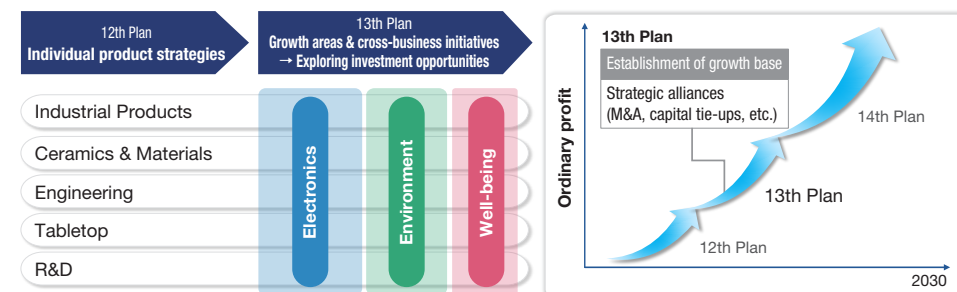 12th Plan
Individual product strategies
13th Plan
Growth areas & cross-business initiatives
→ Exploring investment opportunities
Industrial Products
Ceramics & Materials
Engineering
Tabletop
R&D
Electronics
Environment
Well-being
Ordinary profit
13th Plan
Establishment of growth base
Strategic alliances
(M&A, capital tie-ups, etc.)
14th Plan
13th Plan
12th Plan
2030